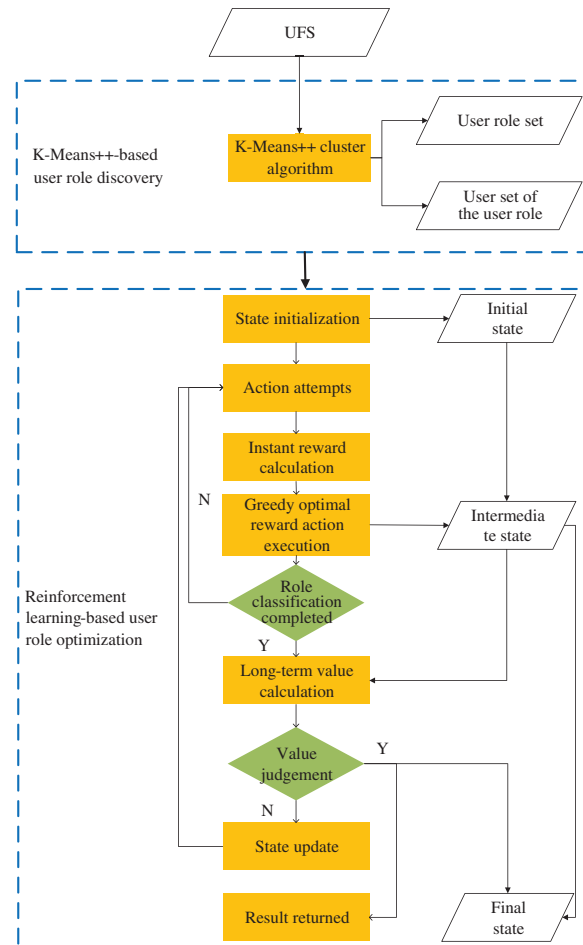 UFS
K-Means++-based
user role discovery
K-Means++ cluster
algorithm
User role set
User set of
the user role
State initialization
Initial
state
Action attempts
Instant reward
calculation
N
Greedy optimal
reward action
execution
Intermedia
te state
Reinforcement
learning-based user
role optimization
Role
classification
completed
Y
Long-term value
calculation
Value
judgement
Y
N
State update
Result returned
Final
state